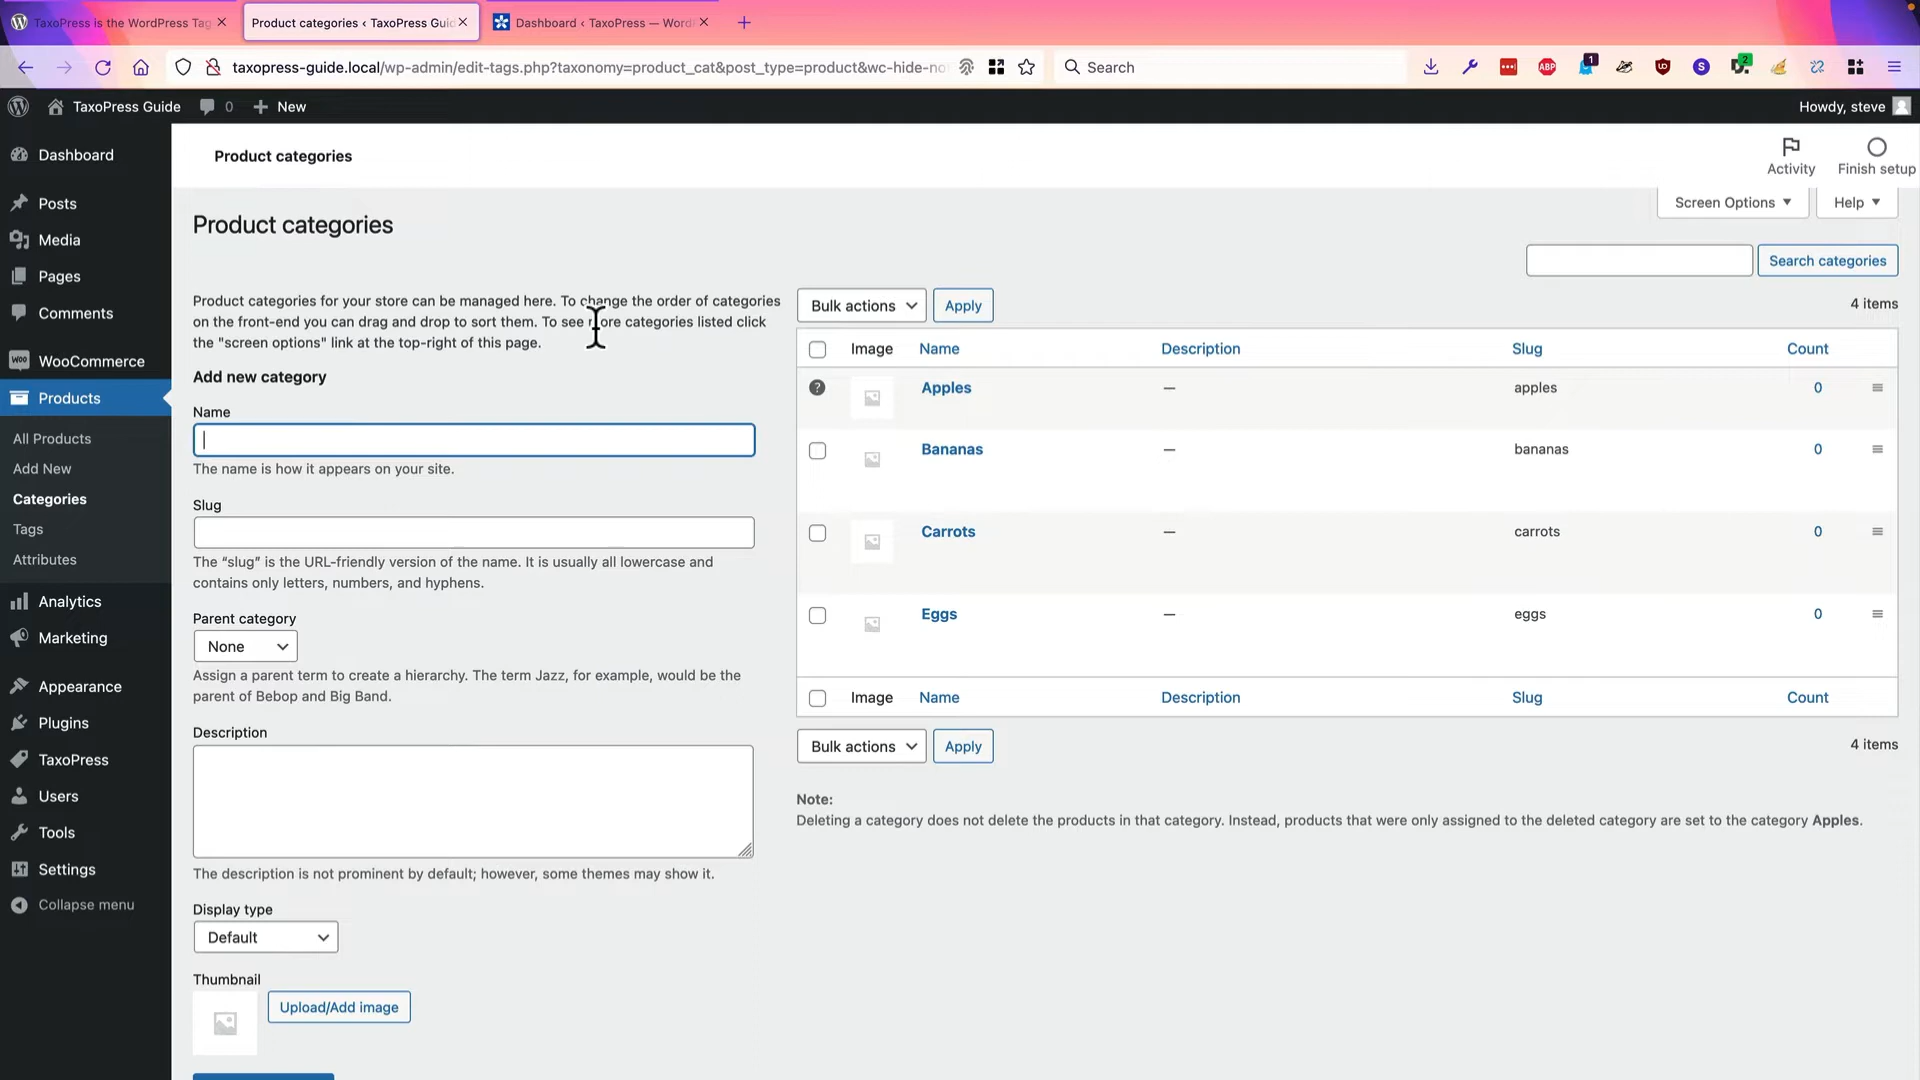 TaxoPress is the WordPress Tag
Product categories ‹ TaxoPress Guid
Dashboard ‹ TaxoPress — Word
taxopress-guide.local/wp-admin/edit-tags.php?taxonomy=product_cat&post_type=product&wc-hide-no
Search
ABP
1
S
2
TaxoPress Guide
0
New
Howdy, steve
Dashboard
Posts
Media
Pages
Comments
WooCommerce
Products
All Products
Add New
Categories
Tags
Attributes
Analytics
Marketing
Appearance
Plugins
TaxoPress
Users
Tools
Settings
Collapse menu
Product categories
Activity
Finish setup
Screen Options
Help
Product categories
Search categories
Product categories for your store can be managed here. To change the order of categories
on the front-end you can drag and drop to sort them. To see more categories listed click
the "screen options" link at the top-right of this page.
Add new category
Name
The name is how it appears on your site.
Slug
The “slug” is the URL-friendly version of the name. It is usually all lowercase and
contains only letters, numbers, and hyphens.
Parent category
None
Assign a parent term to create a hierarchy. The term Jazz, for example, would be the
parent of Bebop and Big Band.
Description
The description is not prominent by default; however, some themes may show it.
Display type
Default
Thumbnail
Upload/Add image
Bulk actions Apply 4 items
Image Name Description Slug Count
? Apples — apples 0
Bananas — bananas 0
Carrots — carrots 0
Eggs — eggs 0
Image Name Description Slug Count
Bulk actions Apply 4 items
Note:
Deleting a category does not delete the products in that category. Instead, products that were only assigned to the deleted category are set to the category Apples.